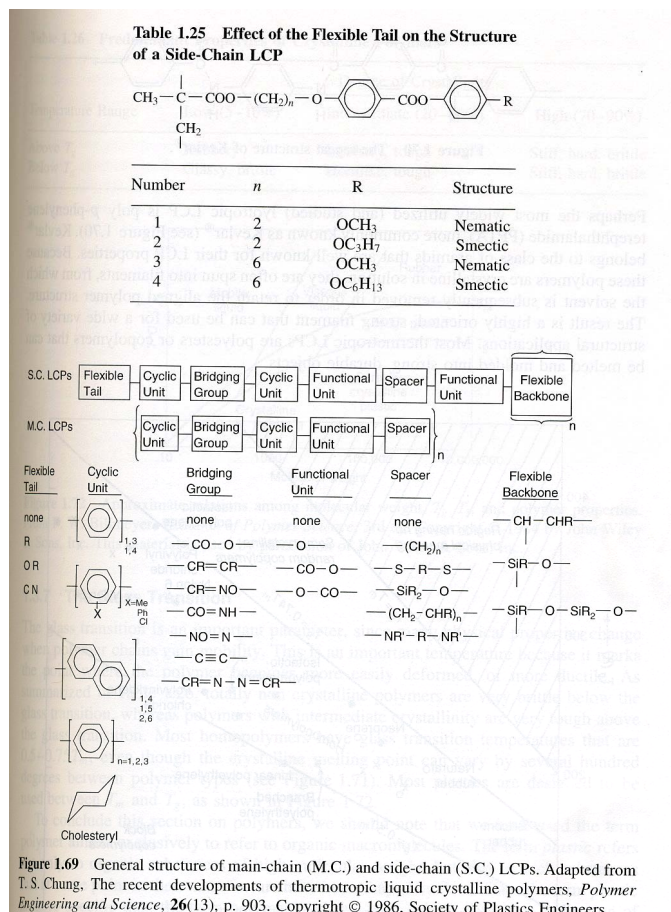 Table 1.25 Effect of the Flexible Tail on the Structure
of a Side-Chain LCP
CH₃—C—COO—(CH₂)ₙ—O—COO—R
CH₂
Number n R Structure
1 2 OCH₃ Nematic
2 2 OC₃H₇ Smectic
3 6 OCH₃ Nematic
4 6 OC₆H₁₃ Smectic
S.C. LCPs Flexible Tail Cyclic Unit Bridging Group Cyclic Unit Functional Unit Spacer Functional Unit Flexible Backbone n
M.C. LCPs Cyclic Unit Bridging Group Cyclic Unit Functional Unit Spacer n
Flexible Tail Cyclic Unit Bridging Group Functional Unit Spacer Flexible Backbone
none none none none —CH—CHR—
1,3
1,4
R —CO—O— —O— —(CH₂)ₙ—
OR —CR=CR— —CO—O— —S—R—S— —SiR—O—
CN —CR=NO —O—CO— —SiR₂—O—
X
X=Me
Ph
Cl
—CO=NH— —(CH₂-CHR)ₙ— —SiR—O—SiR₂—O—
—NO=N— —NR'—R—NR'
—C≡C—
—CR=N—N=CR—
1,4
1,5
2,6
n=1,2,3
Cholesteryl
Figure 1.69 General structure of main-chain (M.C.) and side-chain (S.C.) LCPs. Adapted from
T. S. Chung, The recent developments of thermotropic liquid crystalline polymers, Polymer
Engineering and Science, 26(13), p. 903. Copyright © 1986. Society of Plastics Engineers